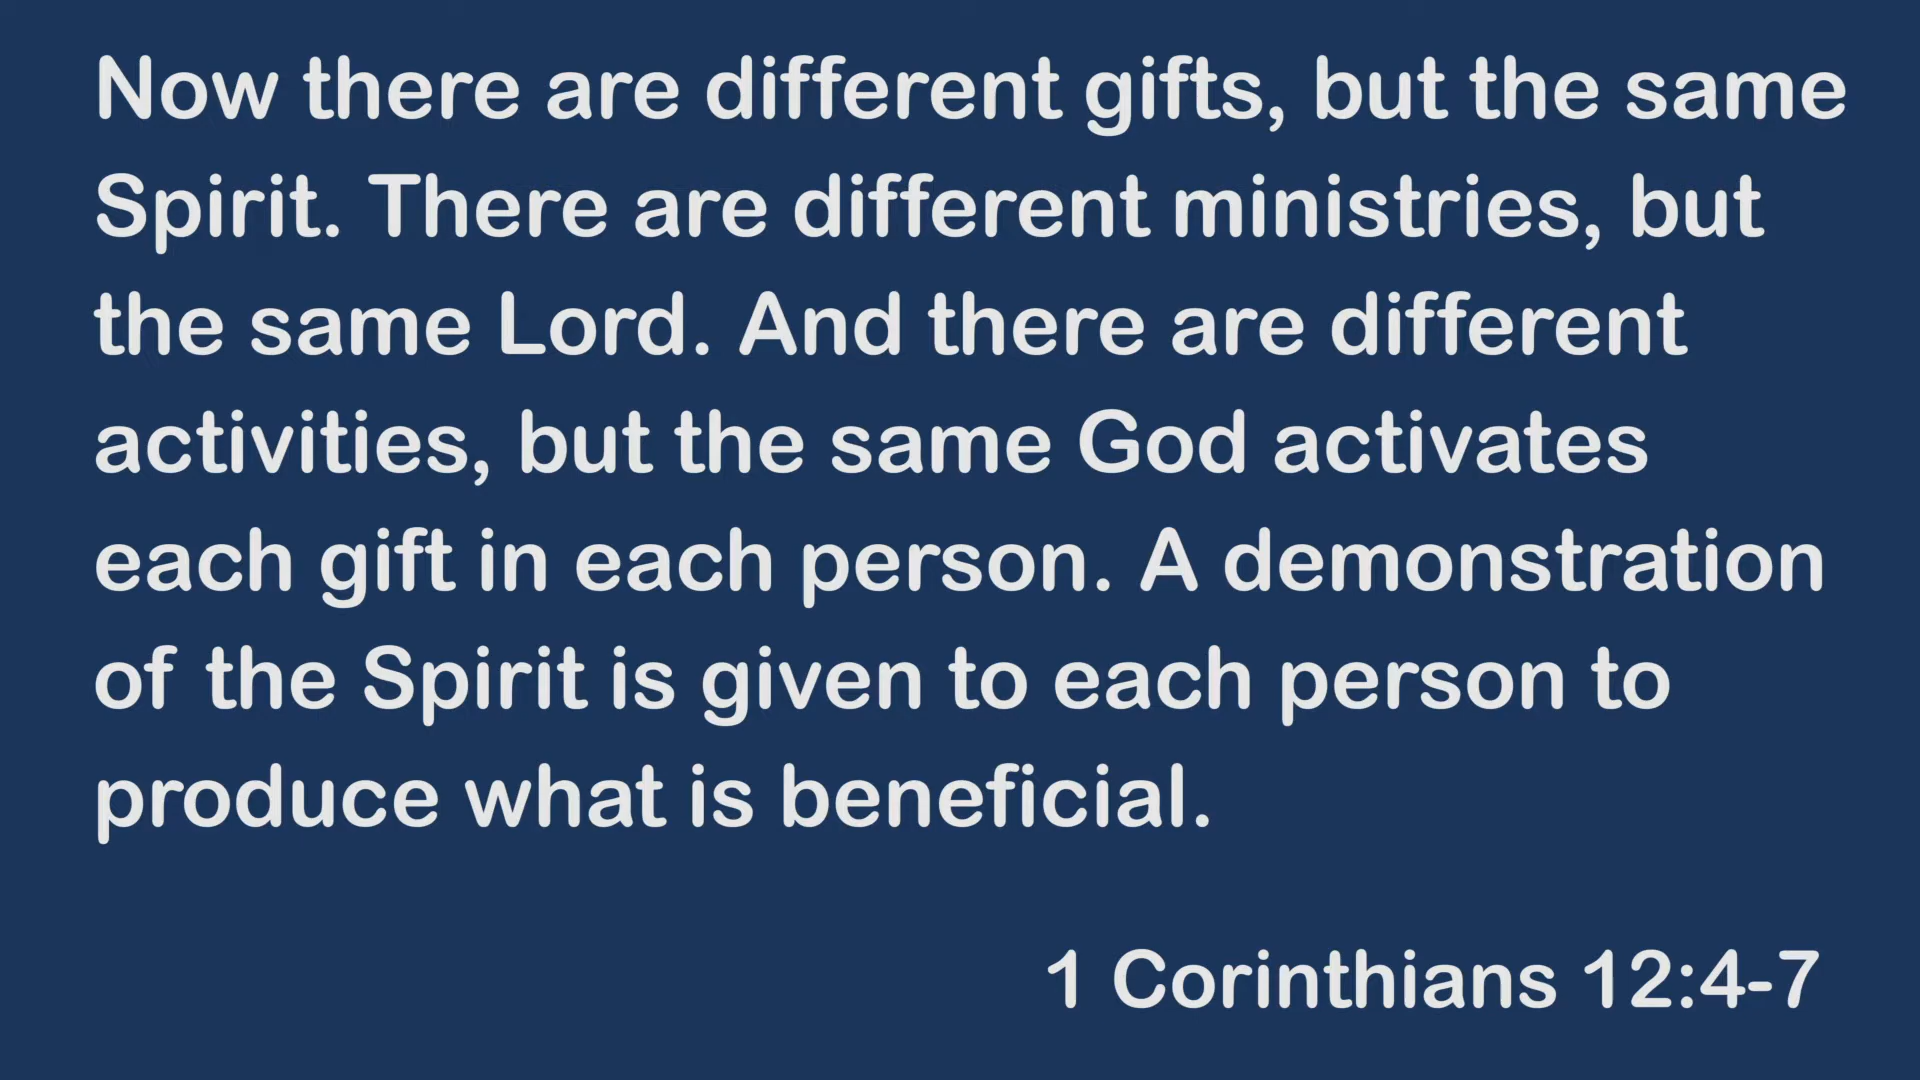 Now there are different gifts, but the same
Spirit. There are different ministries, but
the same Lord. And there are different
activities, but the same God activates
each gift in each person. A demonstration
of the Spirit is given to each person to
produce what is beneficial.
1 Corinthians 12:4-7